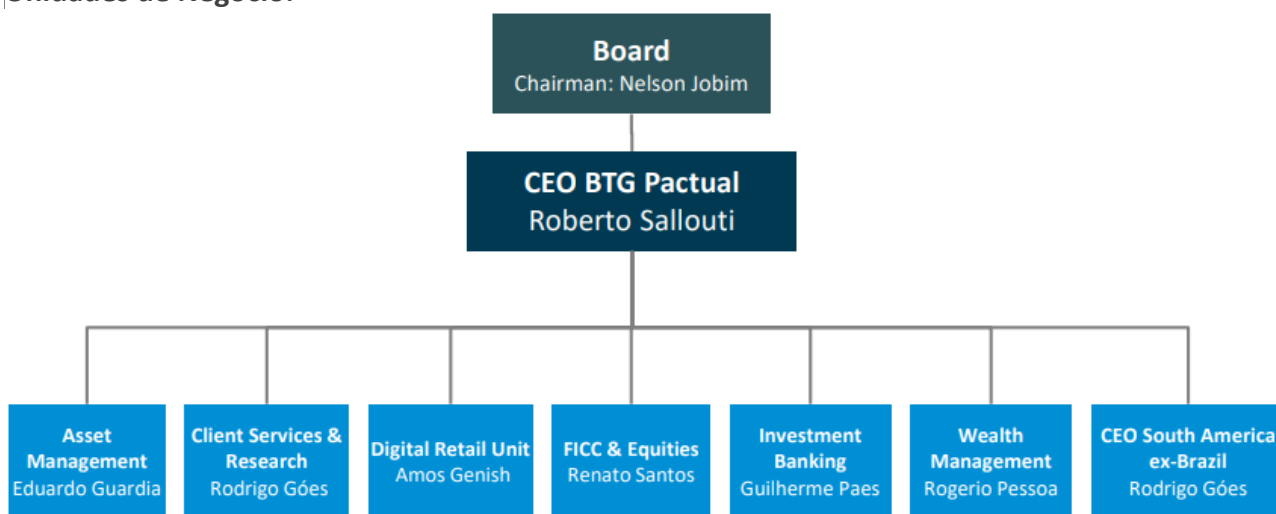 Board
Chairman: Nelson Jobim
CEO BTG Pactual
Roberto Sallouti
Asset
Management
Eduardo Guardia
Client Services &
Research
Rodrigo Góes
Digital Retail Unit
Amos Genish
FICC & Equities
Renato Santos
Investment
Banking
Guilherme Paes
Wealth
Management
Rogerio Pessoa
CEO South America
ex-Brazil
Rodrigo Góes